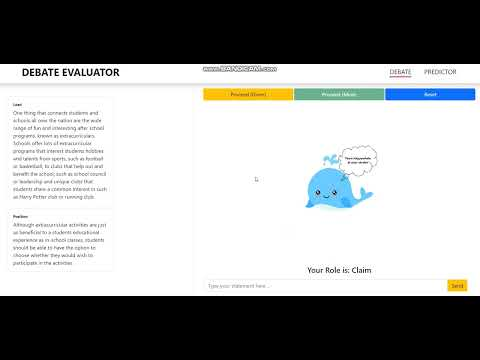 www.BANDICAM.com
DEBATE EVALUATOR
DEBATE
PREDICTOR
Lead
One thing that connects students and
schools all over the nation are the wide
range of fun and interesting after school
programs, known as extracurriculars.
Schools offer lots of extracurricular
programs that interest students hobbies
and talents from sports, such as football
or basketball, to clubs that help out and
benefit the school, such as school council
or leadership and unique clubs that
students share a common interest in such
as Harry Potter club or running club.
Position
Although extracurricular activities are just
as beneficial to a students educational
experience as in-school classes, students
should be able to have the option to
choose whether they would wish to
participate in the activities
Proceed
Proceed
Reset
Your Role is: Claim
Type your statement here...
Send